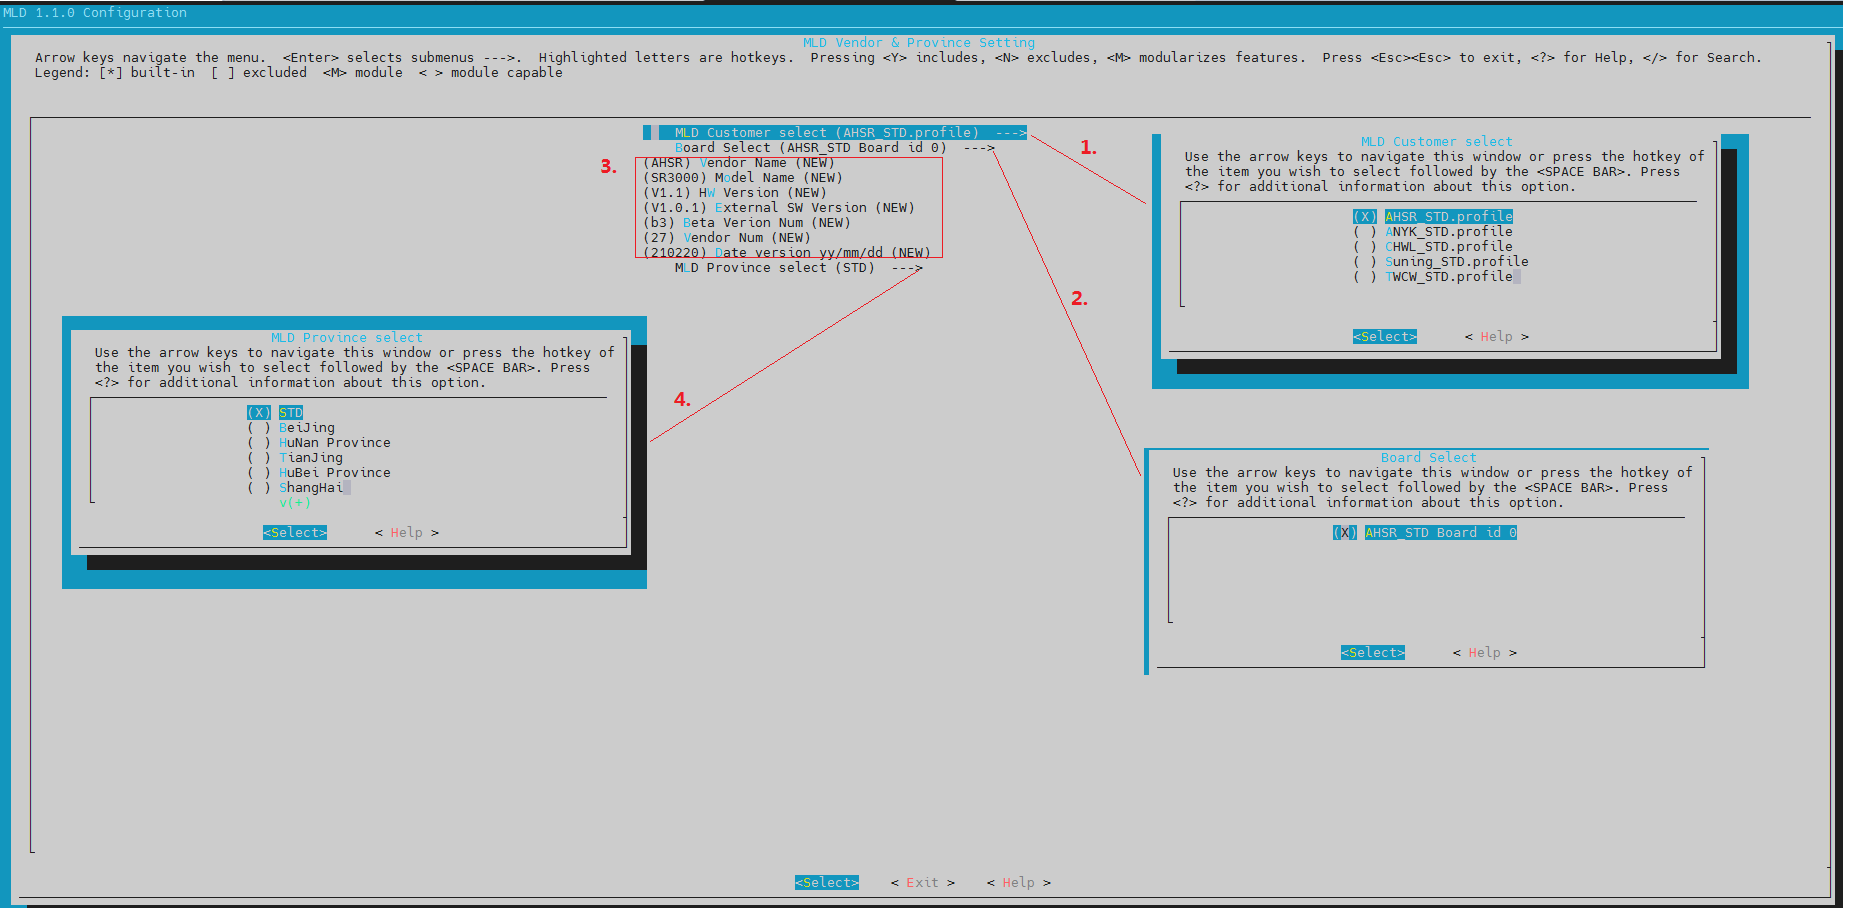 MLD 1.1.0 Configuration
MLD Vendor & Province Setting
Arrow keys navigate the menu.  <Enter> selects submenus --->.  Highlighted letters are hotkeys.  Pressing <Y> includes, <N> excludes, <M> modularizes features.  Press <Esc><Esc> to exit, <?> for Help, </> for Search.
Legend: [*] built-in  [ ] excluded  <M> module  < > module capable
MLD Customer select (AHSR_STD.profile)  --->
Board Select (AHSR_STD Board id 0)  --->
3.
(AHSR) Vendor Name (NEW)
(SR3000) Model Name (NEW)
(V1.1) HW Version (NEW)
(V1.0.1) External SW Version (NEW)
(b3) Beta Verion Num (NEW)
(27) Vendor Num (NEW)
(210220) Date version yy/mm/dd (NEW)
MLD Province select (STD)  --->
1.
MLD Customer select
Use the arrow keys to navigate this window or press the hotkey of
the item you wish to select followed by the <SPACE BAR>. Press
<?> for additional information about this option.
(X) AHSR_STD.profile
( ) ANYK_STD.profile
( ) CHWL_STD.profile
( ) Suning_STD.profile
( ) TWCW_STD.profile
<Select>      < Help >
2.
4.
MLD Province select
Use the arrow keys to navigate this window or press the hotkey of
the item you wish to select followed by the <SPACE BAR>. Press
<?> for additional information about this option.
(X) STD
( ) BeiJing
( ) HuNan Province
( ) TianJing
( ) HuBei Province
( ) ShangHai
v(+)
<Select>      < Help >
Board Select
Use the arrow keys to navigate this window or press the hotkey of
the item you wish to select followed by the <SPACE BAR>. Press
<?> for additional information about this option.
(X) AHSR_STD Board id 0
<Select>      < Help >
<Select>    < Exit >    < Help >